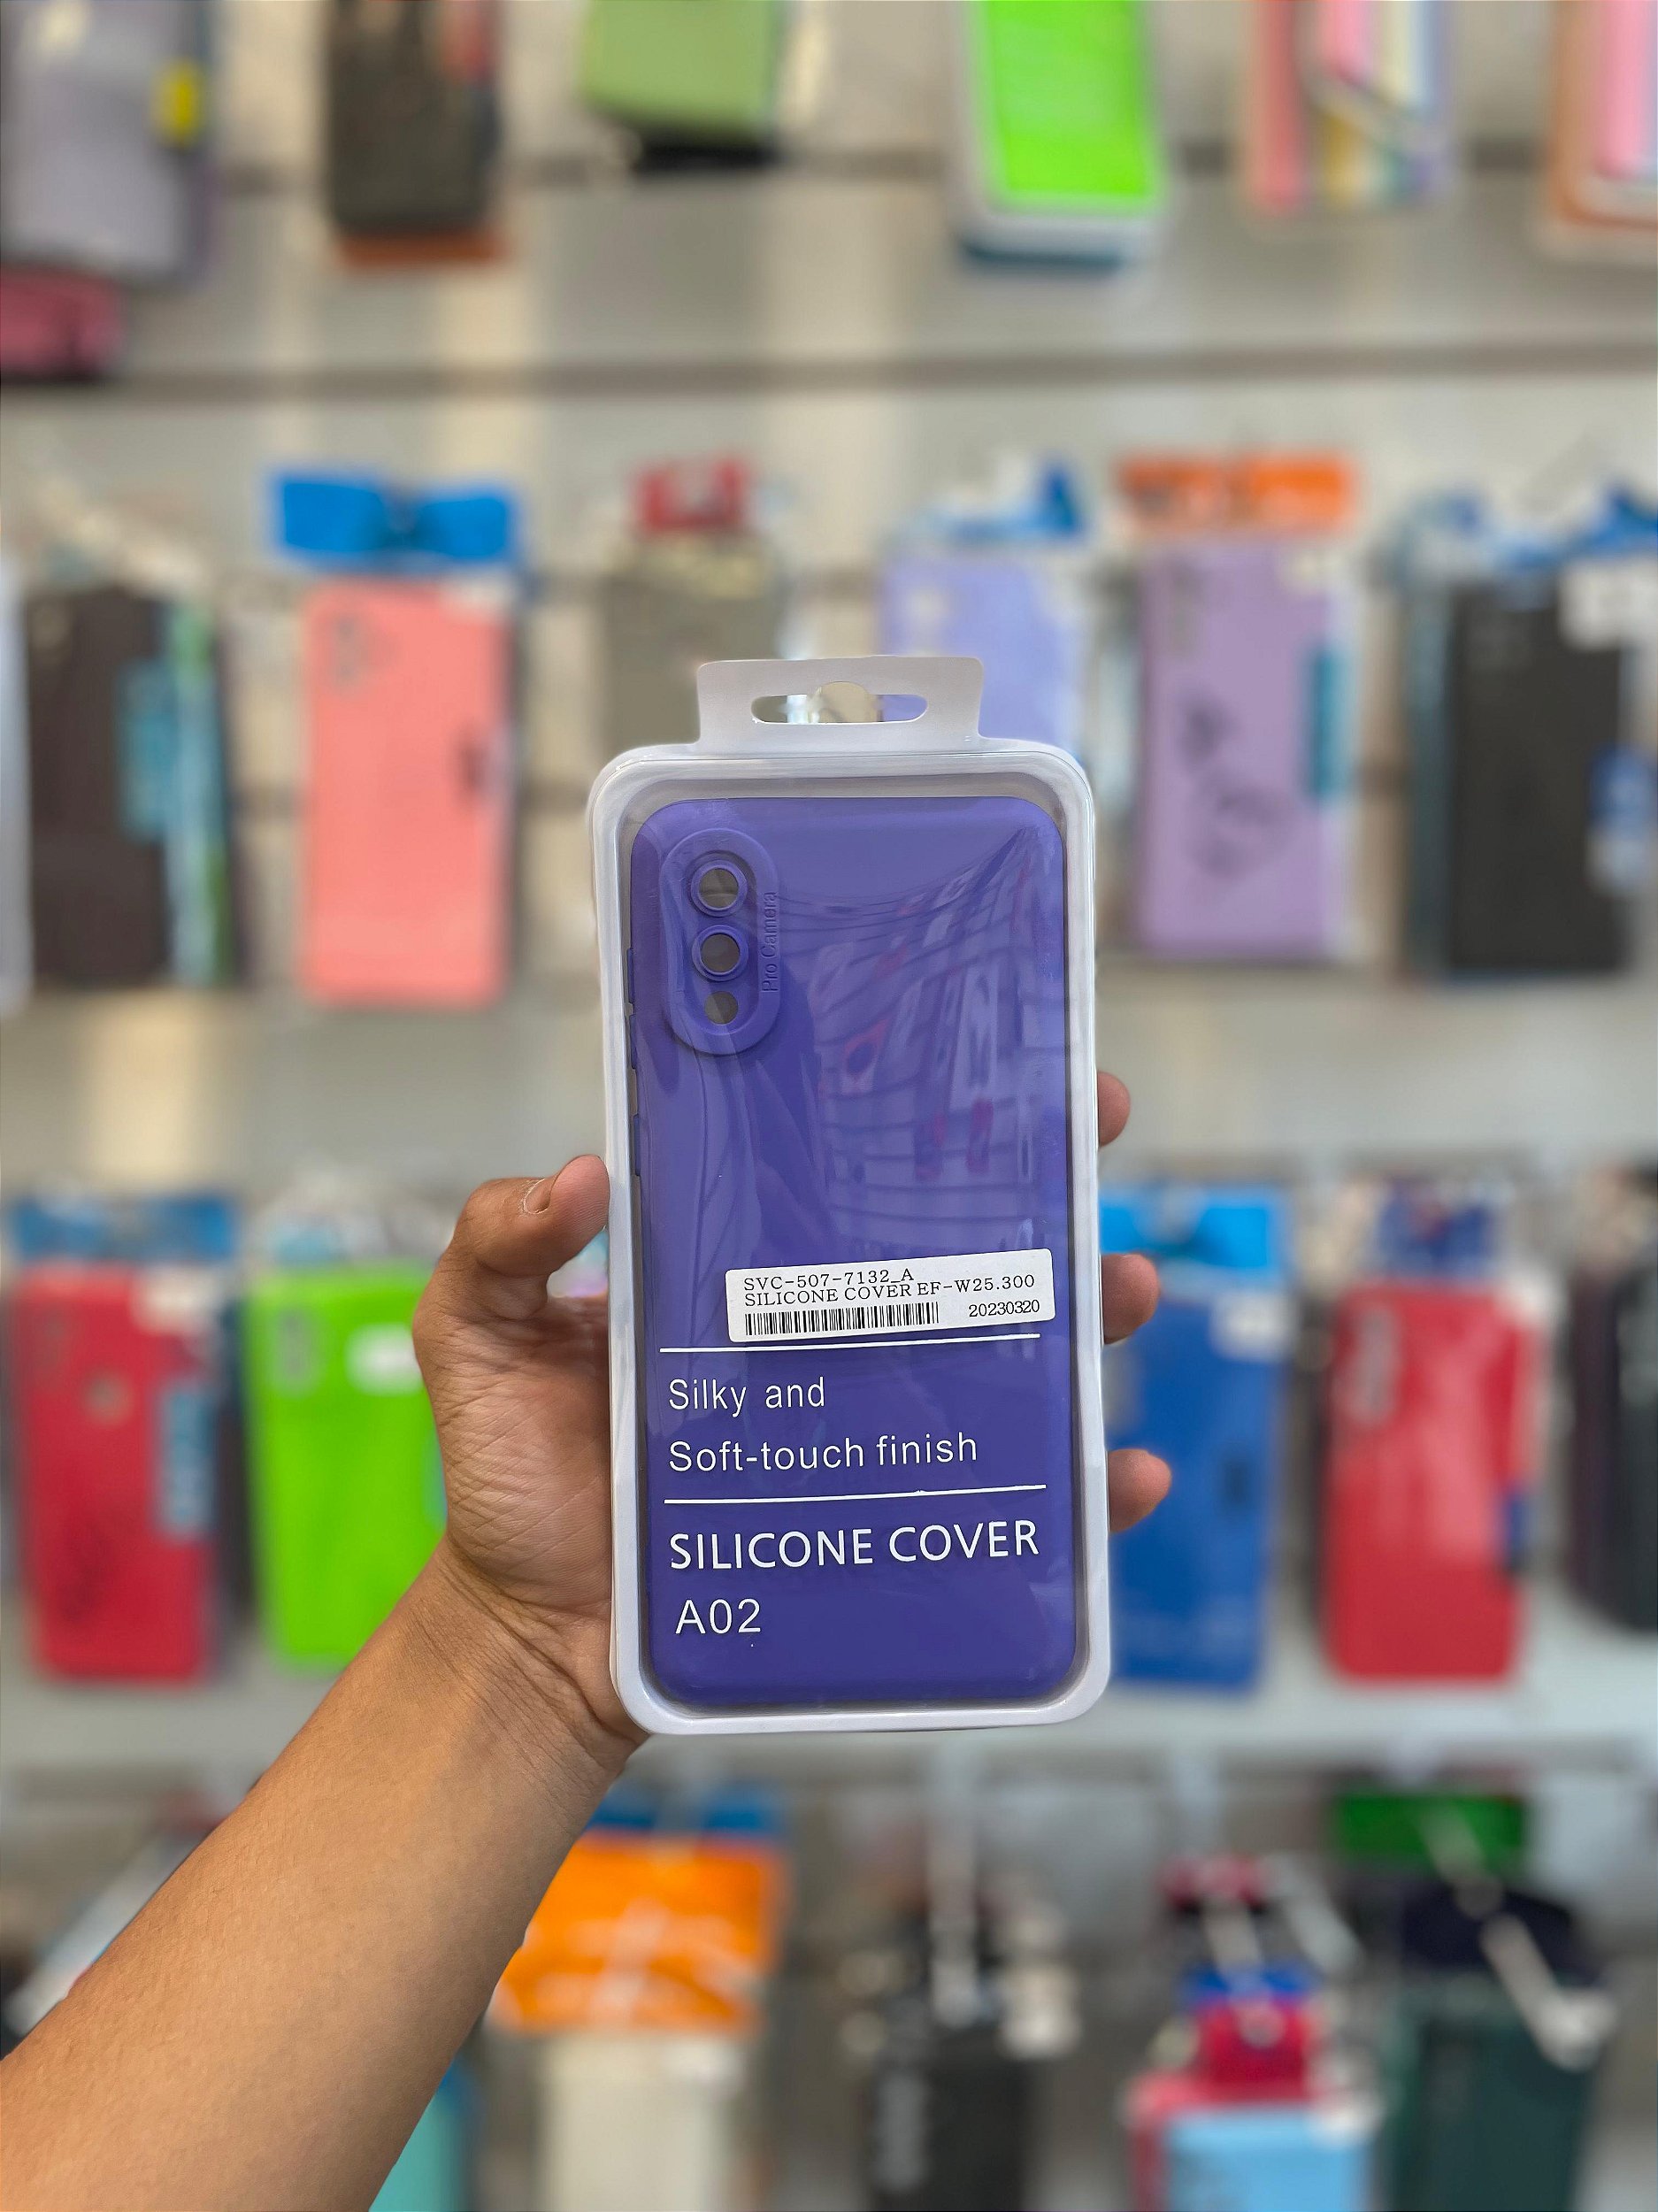 Pro Camera
SVC-507-7132_A
SILICONE COVER EF-W25.300
20230320
Silky and
Soft-touch finish
SILICONE COVER
A02